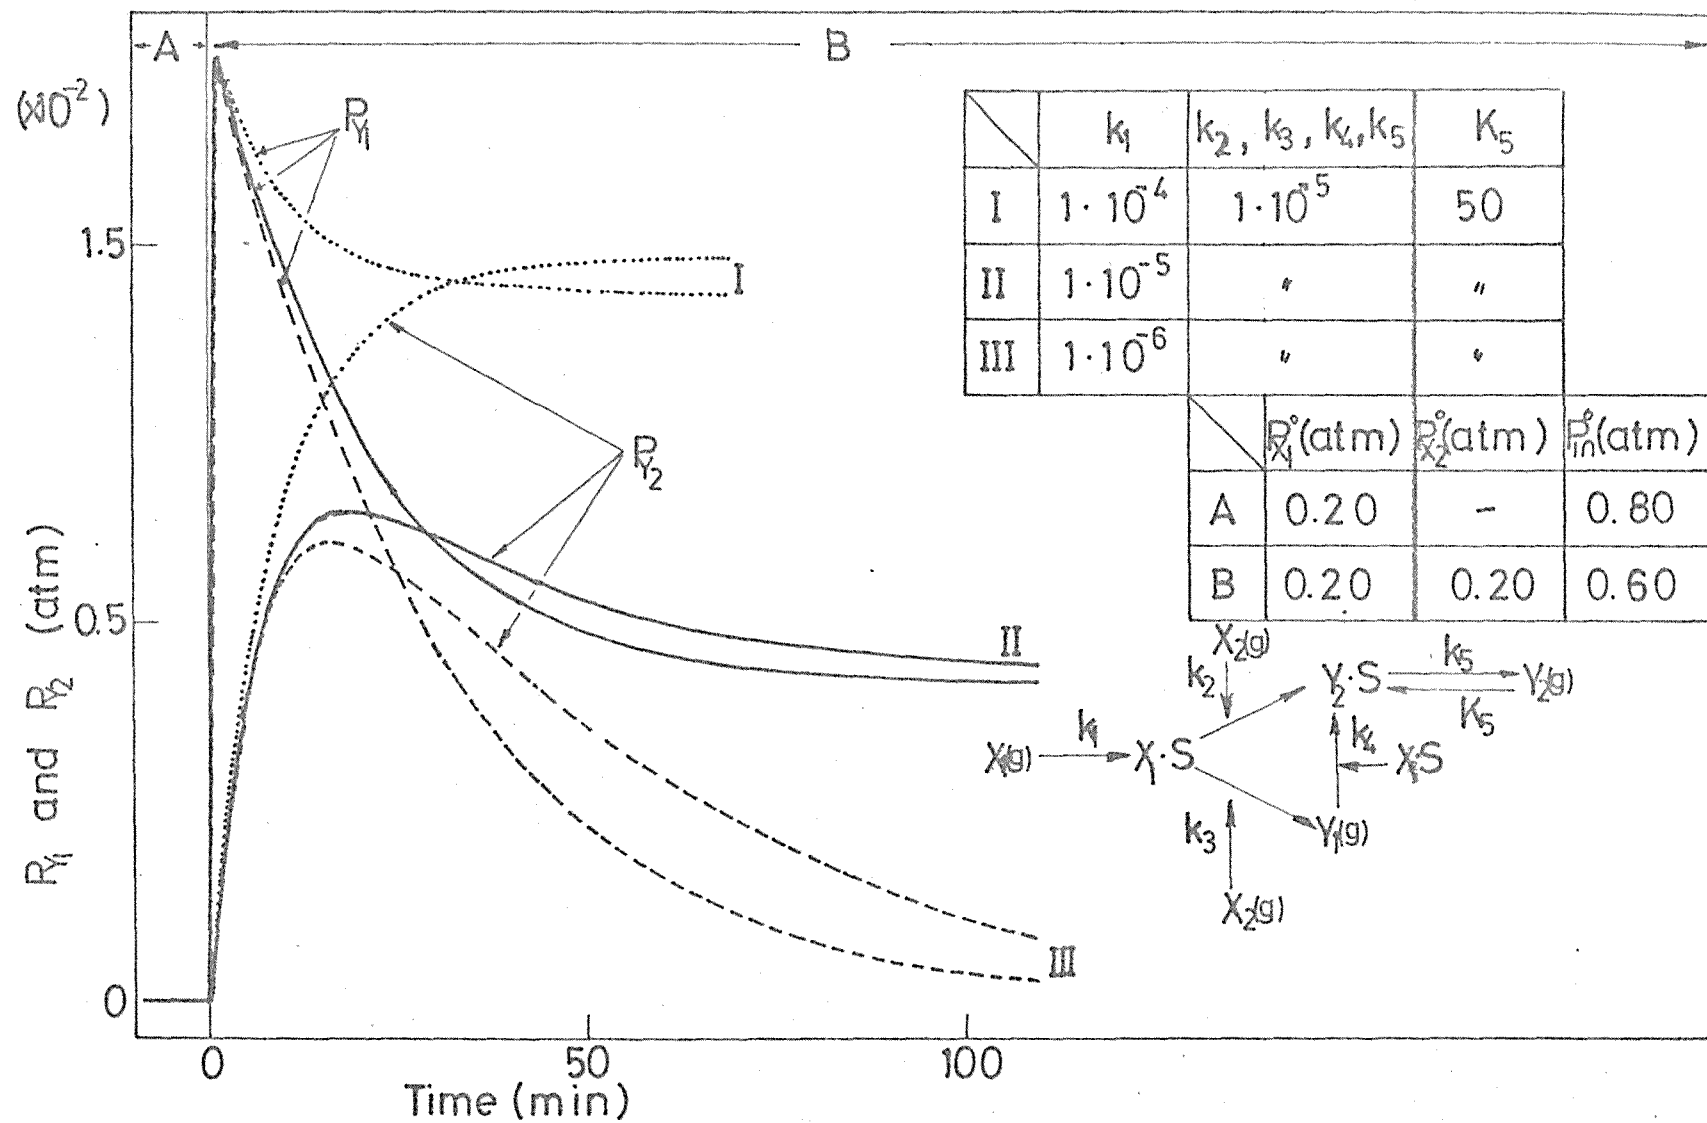 A B
(×10⁻²)
P_Y₁
1.5
I
P_Y₂
0.5
II
III
0
0 50 100
Time (min)
P_Y₁ and P_Y₂ (atm)
k₁ k₂, k₃, k₄, k₅ K₅
I 1·10⁻⁴ 1·10⁻⁵ 50
II 1·10⁻⁵ 〃 〃
III 1·10⁻⁶ 〃 〃
P°_X₁(atm) P°_X₂(atm) P°_in(atm)
A 0.20 - 0.80
B 0.20 0.20 0.60
X₂(g)
k₂ Y₂·S k₅ Y₂(g)
K₅
X₁(g) k₁ X₁·S k₄ X₁·S
k₃ Y₁(g)
X₂(g)